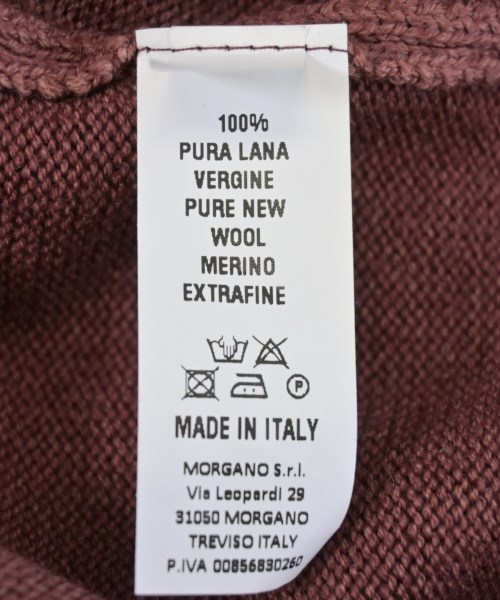 100%
PURA LANA
VERGINE
PURE NEW
WOOL
MERINO
EXTRAFINE
P
MADE IN ITALY
MORGANO S.r.l.
Via Leopardi 29
31050 MORGANO
TREVISO ITALY
P.IVA 00856830260